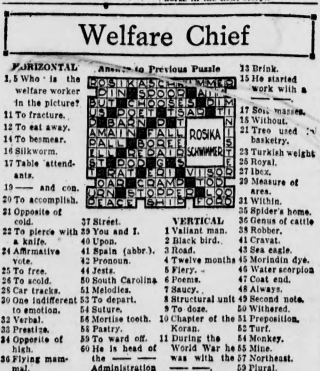 Welfare Chief
HORIZONTAL
1, 5 Who is the
welfare worker
in the picture?
11 To fracture.
12 To eat away.
14 To besmear.
16 Silkworm.
17 Table attend-
ants.
19 —— and con.
20 To accomplish.
21 Opposite of
cold.
22 To pierce with
a knife.
24 Affirmative
vote.
25 To free.
26 To scold.
28 Car tracks.
30 One indifferent
to emotion.
32 Verbal.
33 Prestige.
34 Opposite of
high.
36 Flying mam-
mal.
Answer to Previous Puzzle
ROSIKA
SCHWIMMER
37 Street.
39 You and I.
40 Upon.
41 Spain (abbr.).
42 Pronoun.
44 Jests.
50 South Carolina
51 Melodies.
53 To depart.
54 Suture.
56 Mortise tooth.
58 Pastry.
59 To ward off.
60 He is head of
the ——
Administration
VERTICAL
1 Valiant man.
2 Black bird.
3 Road.
4 Twelve months
5 Fiery.
6 Poems.
7 Saucy.
8 Structural unit
9 To doze.
10 Chapter of the
Koran.
11 During the
World War he
was with the
13 Drink.
15 He started
work with a
17 Soft masses.
18 Without.
21 Tree used in
basketry.
23 Turkish weight
25 Royal.
27 Ibex.
29 Measure of
area.
31 Within.
35 Spider's home.
36 Genus of cattle
38 Robber.
41 Cravat.
43 Sea eagle.
45 Morindin dye.
46 Water scorpion
47 Coat end.
48 Always.
49 Second note.
50 Withered.
51 Preposition.
52 Turf.
54 Monkey.
55 Mine.
57 Northeast.
59 Plural.